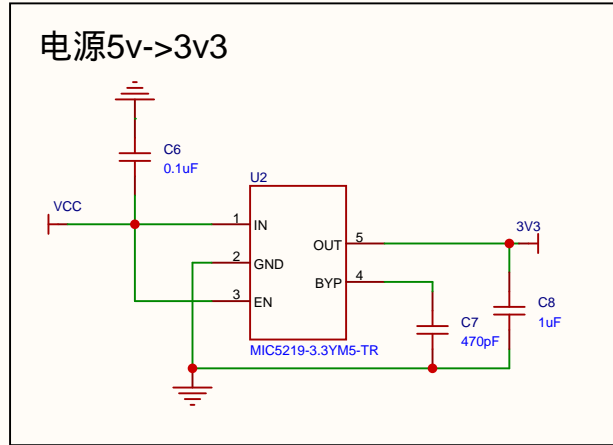 电源5v->3v3
C6
0.1uF
U2
VCC
3V3
1
IN
5
OUT
2
GND
4
BYP
3
EN
C8
1uF
C7
470pF
MIC5219-3.3YM5-TR